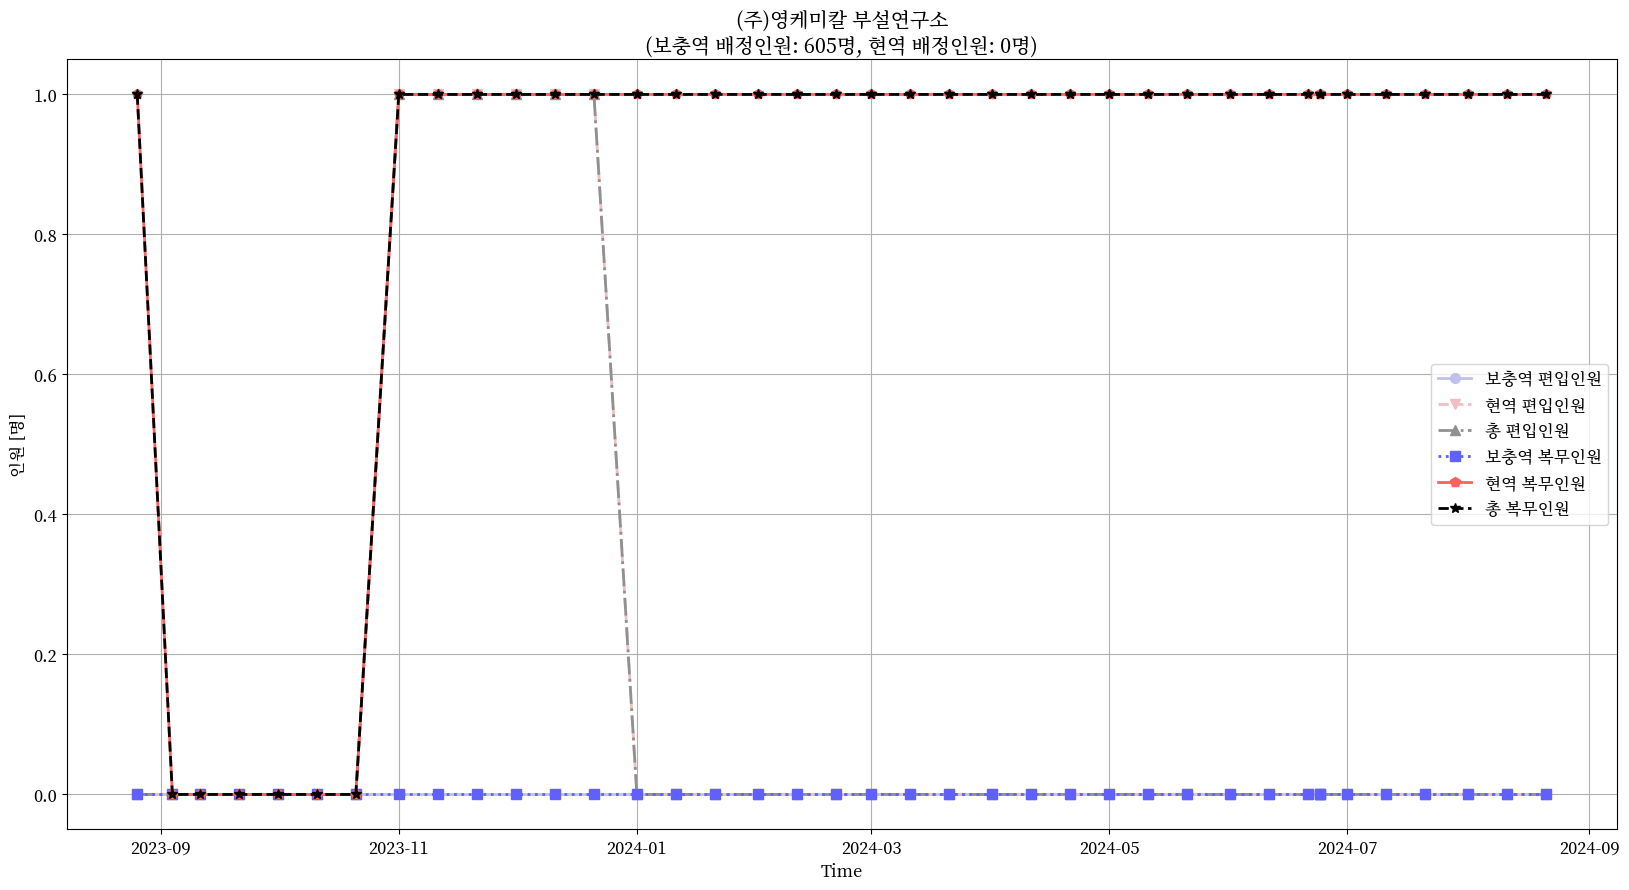 (주)영케미칼 부설연구소
(보충역 배정인원: 605명, 현역 배정인원: 0명)
1.0
0.8
0.6
0.4
0.2
0.0
인원 [명]
보충역 편입인원
현역 편입인원
총 편입인원
보충역 복무인원
현역 복무인원
총 복무인원
2023-09
2023-11
2024-01
2024-03
2024-05
2024-07
2024-09
Time